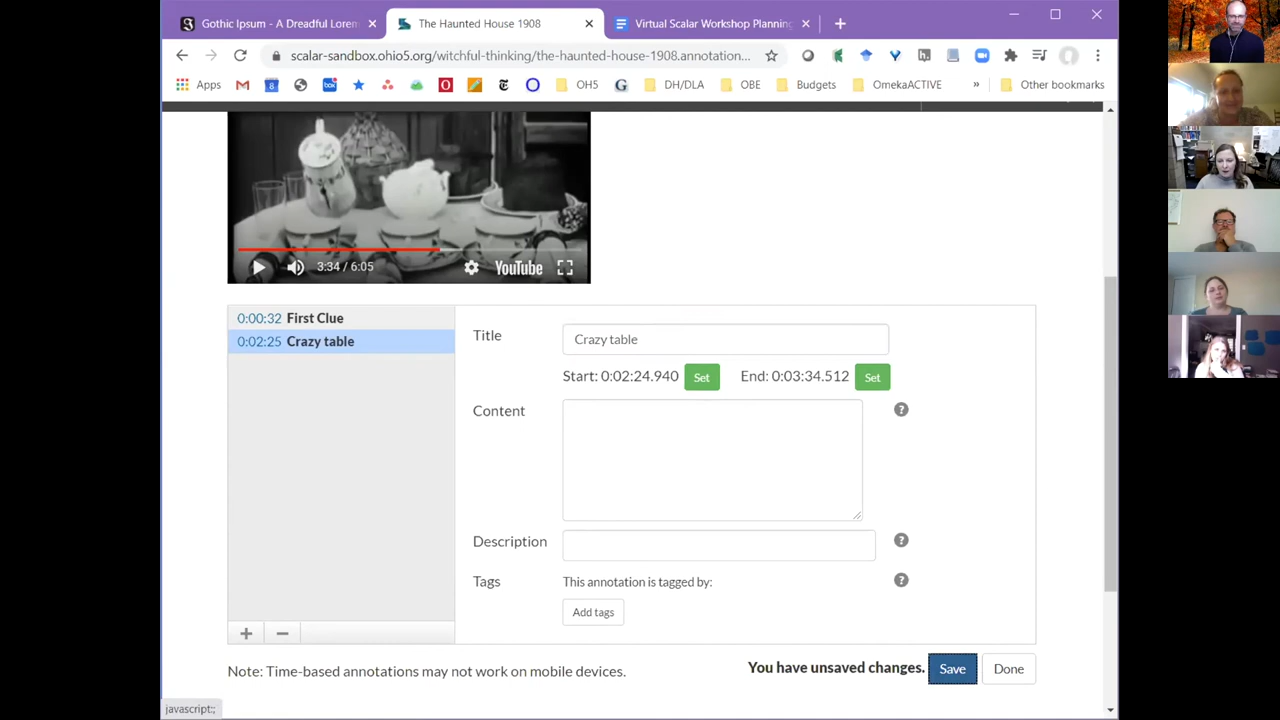 Gothic Ipsum - A Dreadful Lorem
The Haunted House 1908
Virtual Scalar Workshop Planning
scalar-sandbox.ohio5.org/witchful-thinking/the-haunted-house-1908.annotation...
Apps
OH5
DH/DLA
OBE
Budgets
OmekaACTIVE
»
Other bookmarks
3:34 / 6:05
YouTube
0:00:32 First Clue
0:02:25 Crazy table
Title
Crazy table
Start: 0:02:24.940
Set
End: 0:03:34.512
Set
Content
?
Description
?
Tags
This annotation is tagged by:
?
Add tags
Note: Time-based annotations may not work on mobile devices.
You have unsaved changes.
Save
Done
javascript:;